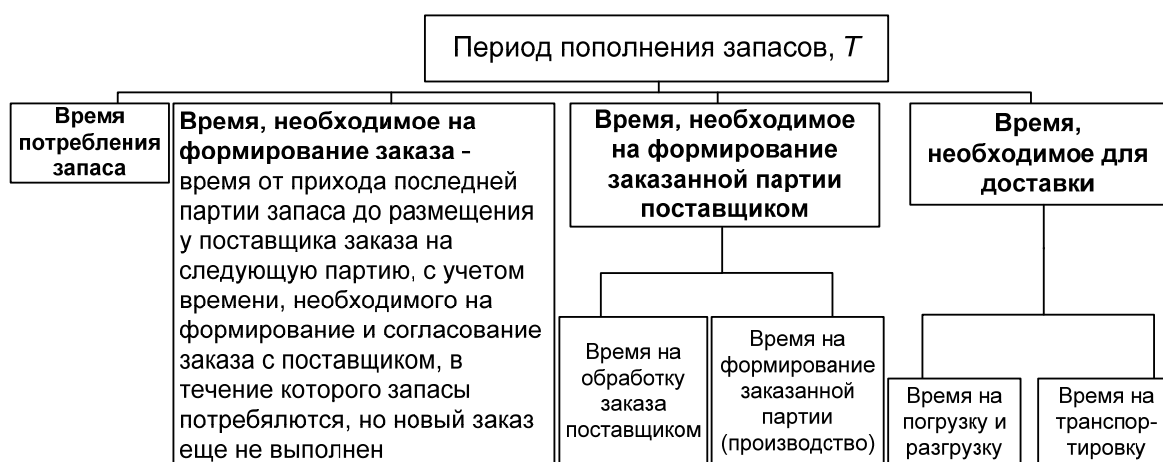 Период пополнения запасов, T
Время
потребления
запаса
Время, необходимое на
формирование заказа -
время от прихода последней
партии запаса до размещения
у поставщика заказа на
следующую партию, с учетом
времени, необходимого на
формирование и согласование
заказа с поставщиком, в
течение которого запасы
потребялются, но новый заказ
еще не выполнен
Время, необходимое
на формирование
заказанной партии
поставщиком
Время на
обработку
заказа
поставщиком
Время на
формирование
заказанной
партии
(производство)
Время,
необходимое для
доставки
Время на
погрузку и
разгрузку
Время на
транспор-
тировку